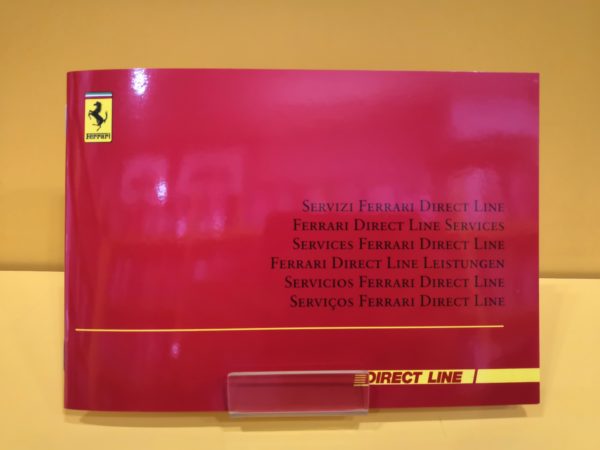 Ferrari
SERVIZI FERRARI DIRECT LINE
FERRARI DIRECT LINE SERVICES
SERVICES FERRARI DIRECT LINE
FERRARI DIRECT LINE LEISTUNGEN
SERVICIOS FERRARI DIRECT LINE
SERVIÇOS FERRARI DIRECT LINE
DIRECT LINE